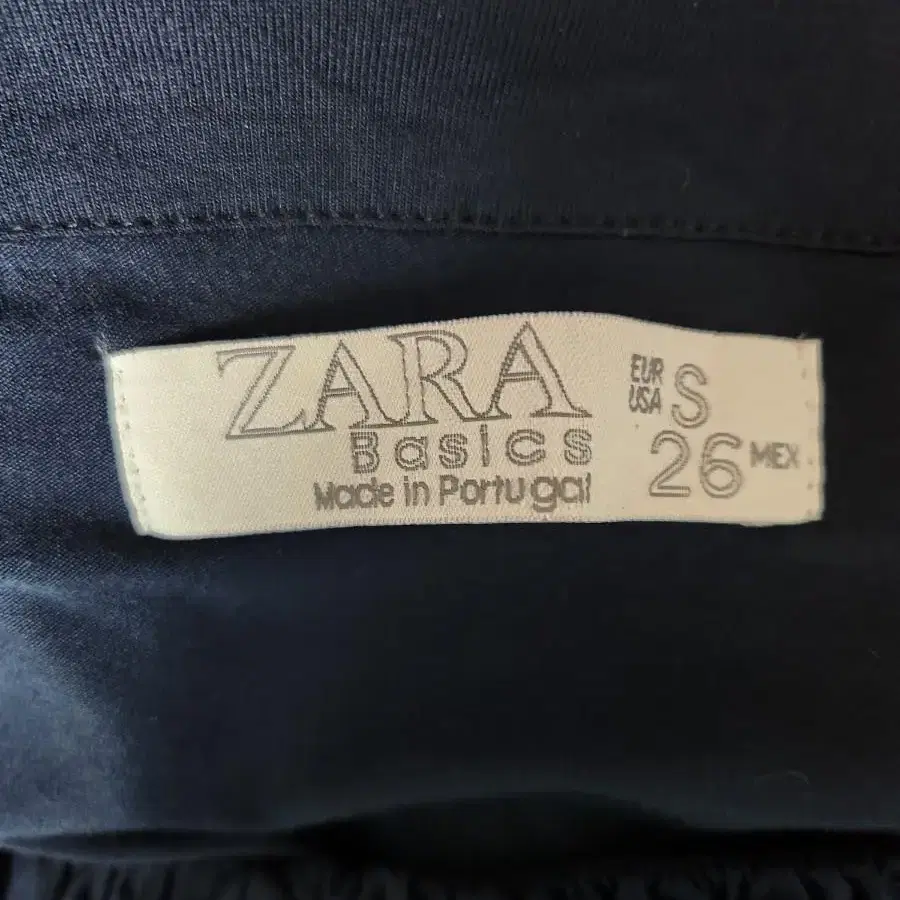 ZARA
Basics
Made in Portugal
EUR
USA S
26 MEX